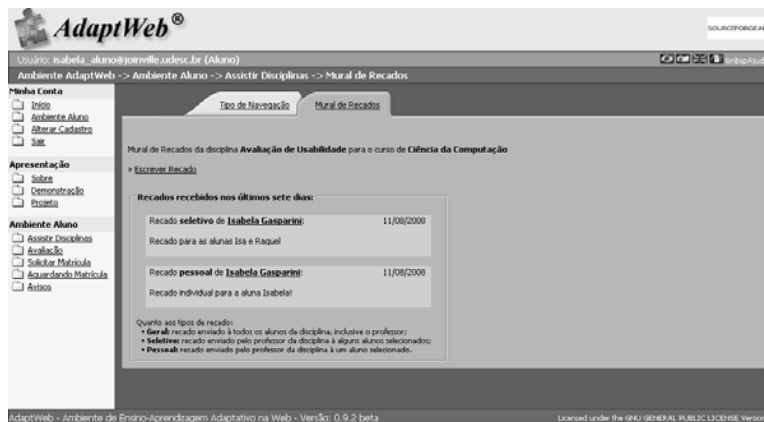 AdaptWeb®
SOURCEFORGE.N
Usuário: isabela_aluno@joinville.udesc.br (Aluno)
Ambiente AdaptWeb -> Ambiente Aluno -> Assistir Disciplinas -> Mural de Recados
Minha Conta
Início
Ambiente Aluno
Alterar Cadastro
Sair
Apresentação
Sobre
Demonstração
Projeto
Ambiente Aluno
Assistir Disciplinas
Avaliação
Solicitar Matrícula
Aguardando Matrícula
Avisos
Tipo de Navegação
Mural de Recados
Mural de Recados da disciplina Avaliação de Usabilidade para o curso de Ciência da Computação
» Escrever Recado
Recados recebidos nos últimos sete dias:
Recado seletivo de Isabela Gasparini: 11/08/2008
Recado para as alunas Isa e Raquel
Recado pessoal de Isabela Gasparini: 11/08/2008
Recado individual para a aluna Isabela!
Quanto aos tipos de recado:
• Geral: recado enviado à todos os alunos da disciplina, inclusive o professor;
• Seletivo: recado enviado pelo professor da disciplina à alguns alunos selecionados;
• Pessoal: recado enviado pelo professor da disciplina à um aluno selecionado.
AdaptWeb - Ambiente de Ensino-Aprendizagem Adaptativo na Web - Versão: 0.9.2 beta
Licensed under the GNU GENERAL PUBLIC LICENSE Version